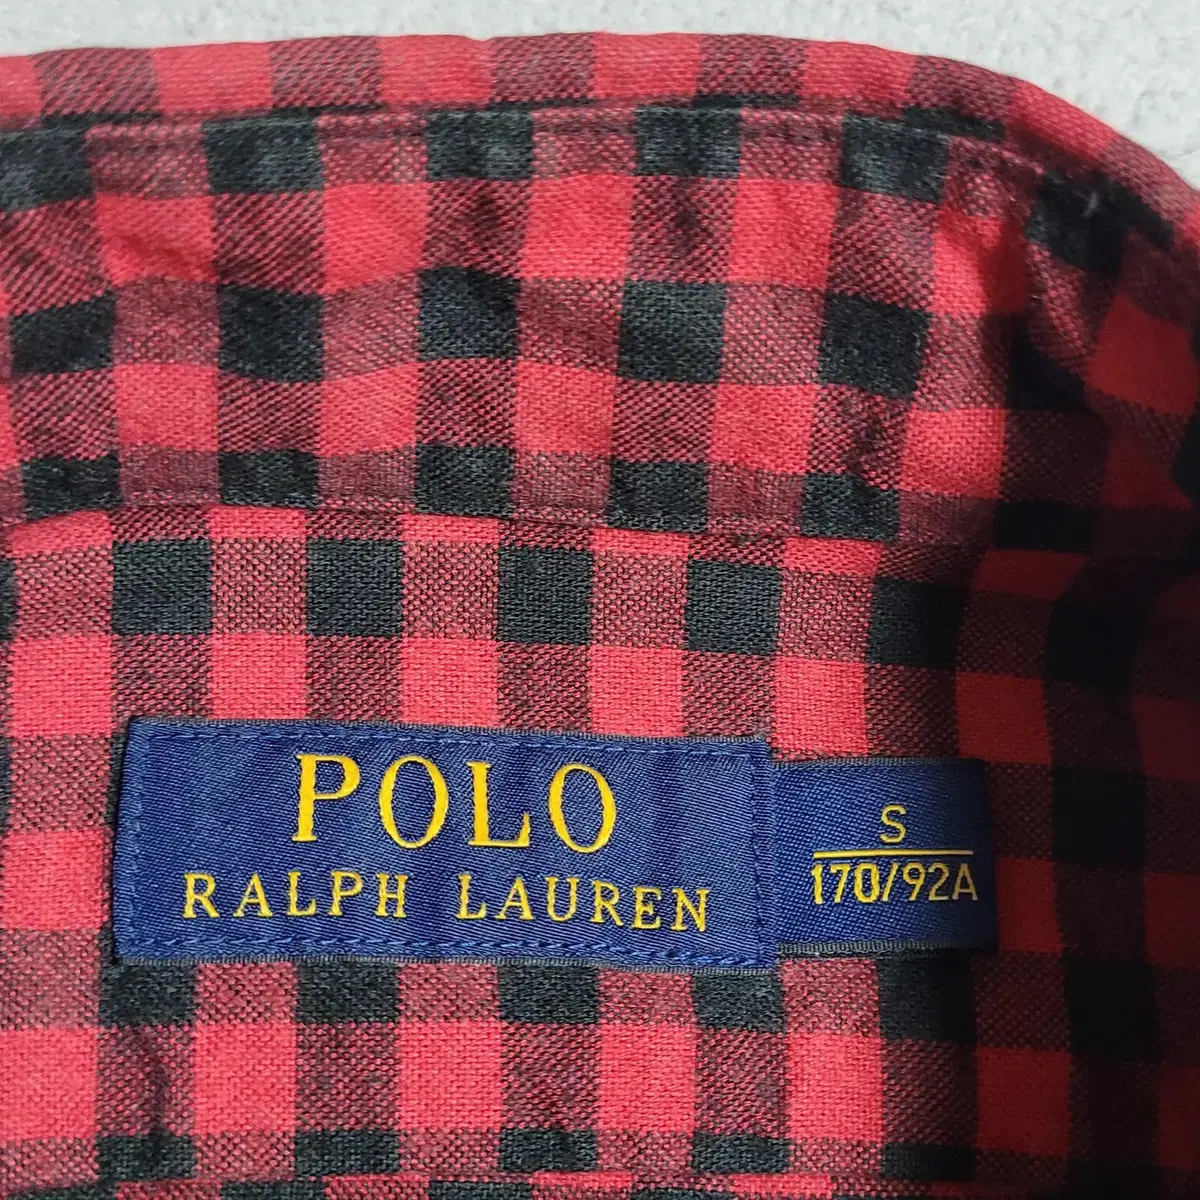 POLO
RALPH LAUREN
S
170/92A